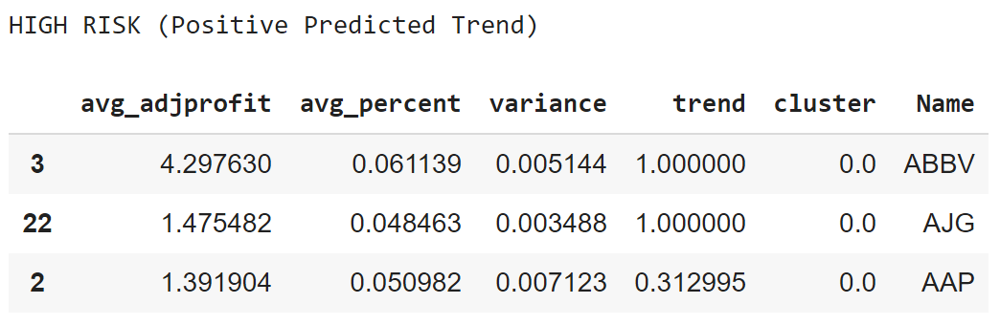 HIGH RISK (Positive Predicted Trend)
avg_adjprofit avg_percent variance trend cluster Name
3 4.297630 0.061139 0.005144 1.000000 0.0 ABBV
22 1.475482 0.048463 0.003488 1.000000 0.0 AJG
2 1.391904 0.050982 0.007123 0.312995 0.0 AAP